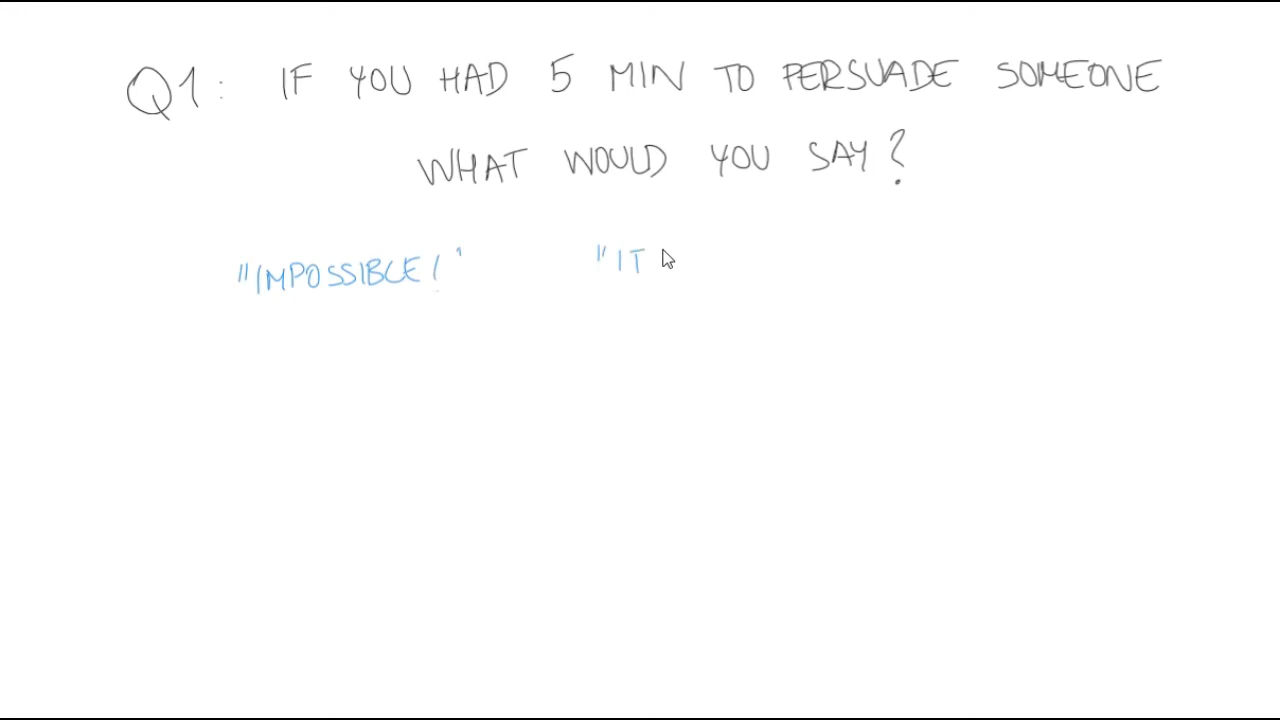 Q1: IF YOU HAD 5 MIN TO PERSUADE SOMEONE
WHAT WOULD YOU SAY?
"IMPOSSIBLE!" "IT